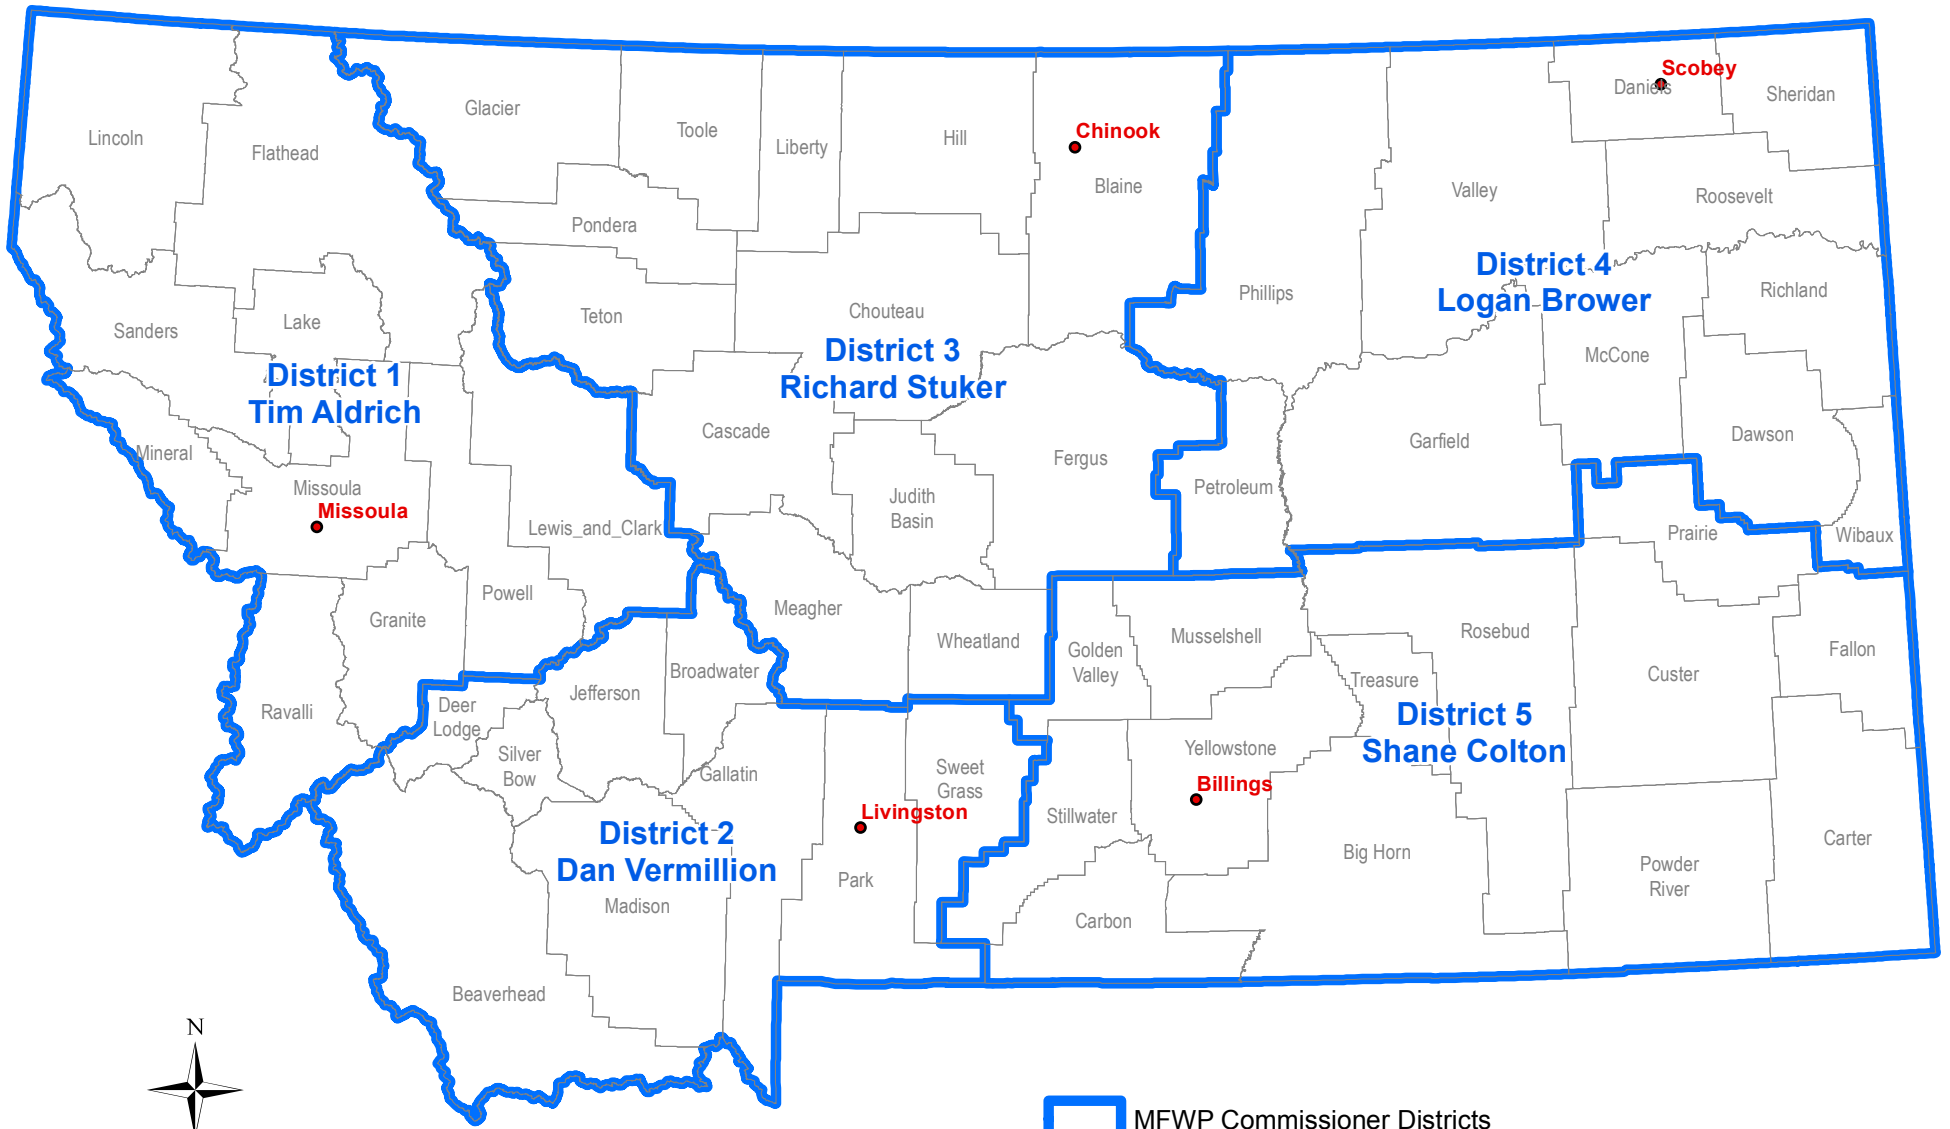 Scobey
Daniels
Sheridan
Glacier
Toole
Liberty
Hill
Chinook
Blaine
Lincoln
Flathead
Valley
Roosevelt
Pondera
District 4
Logan Brower
Phillips
Richland
Sanders
Lake
Teton
Chouteau
District 3
Richard Stuker
McCone
District 1
Tim Aldrich
Cascade
Fergus
Garfield
Dawson
Mineral
Missoula
Missoula
Judith
Basin
Petroleum
Lewis_and_Clark
Prairie
Wibaux
Powell
Granite
Meagher
Wheatland
Golden
Valley
Musselshell
Rosebud
Treasure
Custer
Fallon
Broadwater
Jefferson
Ravalli
Deer
Lodge
Silver
Bow
District 5
Shane Colton
Yellowstone
Billings
Gallatin
Sweet
Grass
Livingston
Stillwater
District 2
Dan Vermillion
Madison
Park
Big Horn
Powder
River
Carter
Carbon
Beaverhead
N
MFWP Commissioner Districts